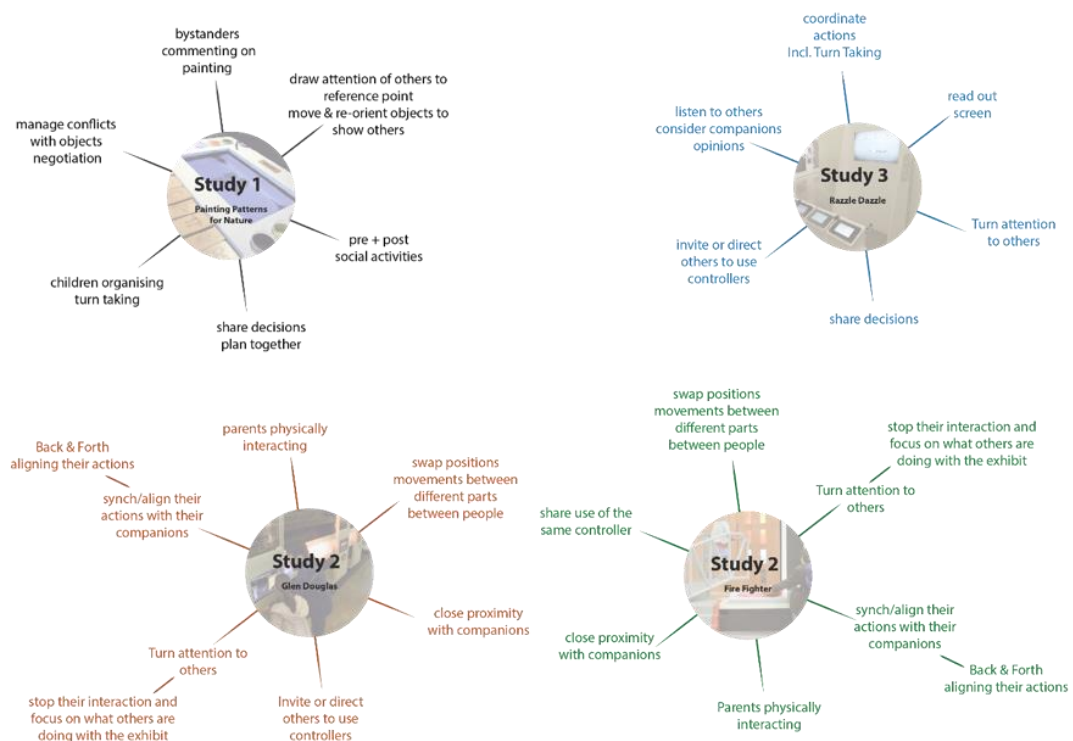 bystanders
commenting on
painting
draw attention of others to
reference point
move & re-orient objects to
show others
manage conflicts
with objects
negotiation
Study 1
Painting Patterns
for Nature
pre + post
social activities
children organising
turn taking
share decisions
plan together
coordinate
actions
Incl. Turn Taking
read out
screen
listen to others
consider companions
opinions
Study 3
Razzle Dazzle
Turn attention
to others
invite or direct
others to use
controllers
share decisions
parents physically
interacting
Back & Forth
aligning their actions
swap positions
movements between
different parts
between people
synch/align their
actions with their
companions
Study 2
Glen Douglas
close proximity
with companions
Turn attention to
others
stop their interaction and
focus on what others are
doing with the exhibit
Invite or direct
others to use
controllers
swap positions
movements between
different parts
between people
stop their interaction and
focus on what others are
doing with the exhibit
Turn attention to
others
share use of the
same controller
Study 2
Fire Fighter
synch/align their
actions with their
companions
close proximity
with companions
Back & Forth
aligning their actions
Parents physically
interacting